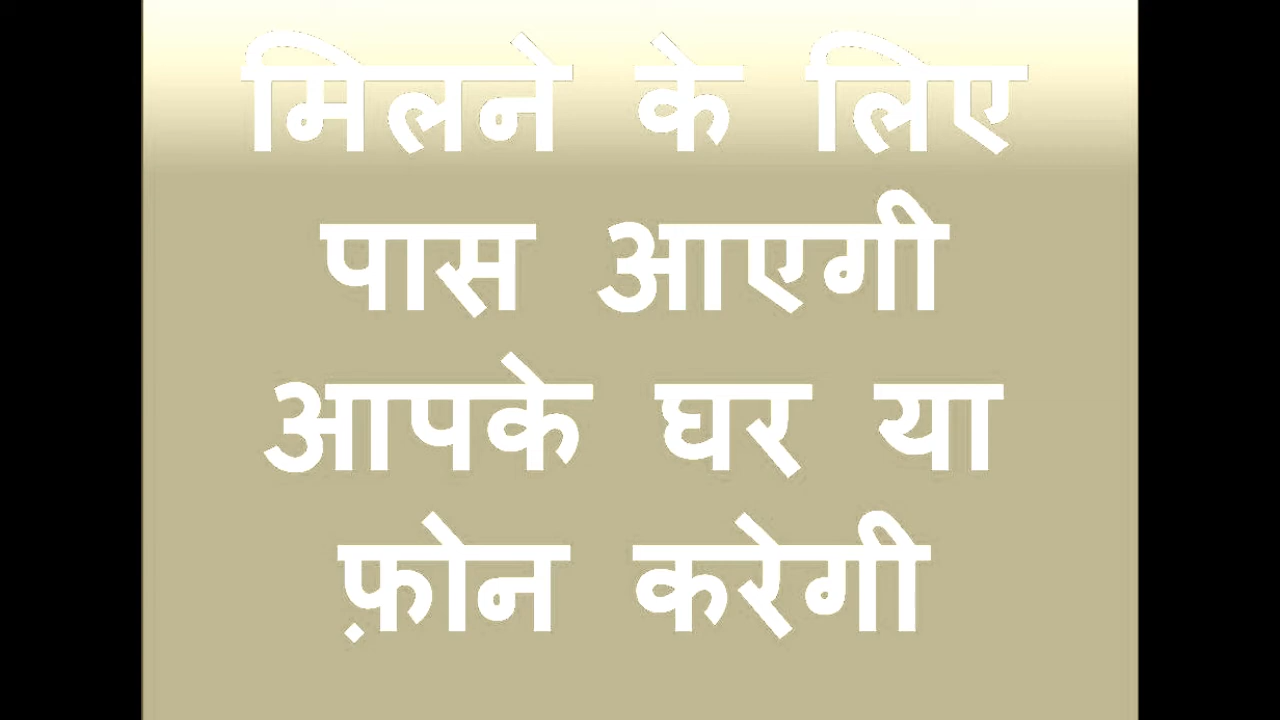 मिलने के लिए
पास आएगी
आपके घर या
फ़ोन करेगी